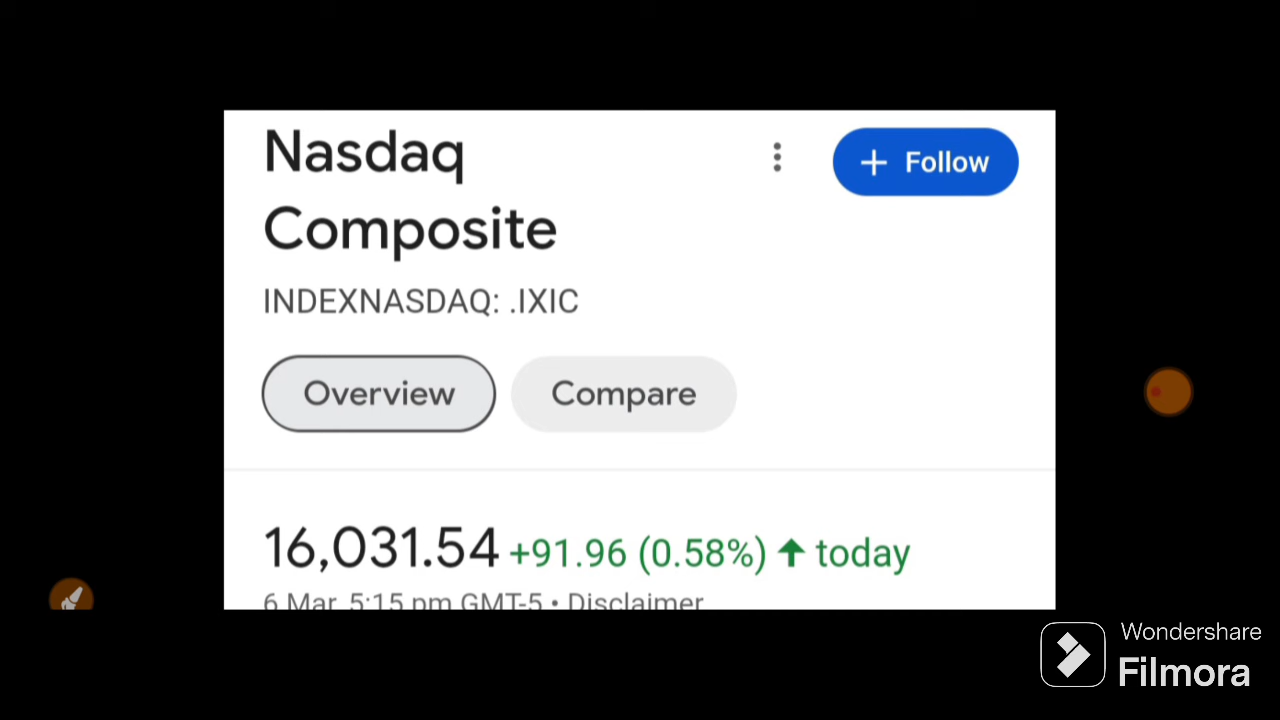 Nasdaq
Composite
+ Follow
INDEXNASDAQ: .IXIC
Overview
Compare
16,031.54 +91.96 (0.58%) ↑ today
6 Mar, 5:15 pm GMT-5 • Disclaimer
Wondershare
Filmora